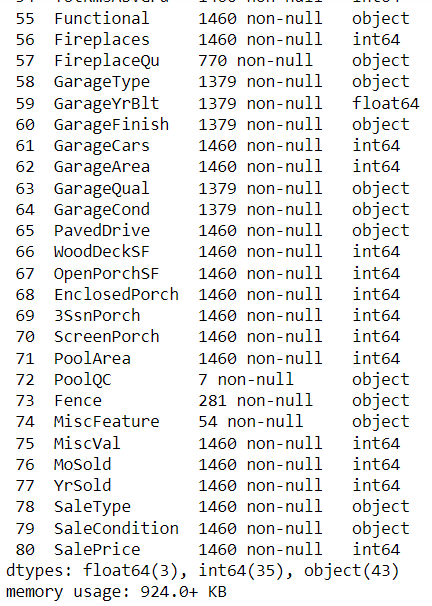 55 Functional 1460 non-null object
56 Fireplaces 1460 non-null int64
57 FireplaceQu 770 non-null object
58 GarageType 1379 non-null object
59 GarageYrBlt 1379 non-null float64
60 GarageFinish 1379 non-null object
61 GarageCars 1460 non-null int64
62 GarageArea 1460 non-null int64
63 GarageQual 1379 non-null object
64 GarageCond 1379 non-null object
65 PavedDrive 1460 non-null object
66 WoodDeckSF 1460 non-null int64
67 OpenPorchSF 1460 non-null int64
68 EnclosedPorch 1460 non-null int64
69 3SsnPorch 1460 non-null int64
70 ScreenPorch 1460 non-null int64
71 PoolArea 1460 non-null int64
72 PoolQC 7 non-null object
73 Fence 281 non-null object
74 MiscFeature 54 non-null object
75 MiscVal 1460 non-null int64
76 MoSold 1460 non-null int64
77 YrSold 1460 non-null int64
78 SaleType 1460 non-null object
79 SaleCondition 1460 non-null object
80 SalePrice 1460 non-null int64
dtypes: float64(3), int64(35), object(43)
memory usage: 924.0+ KB